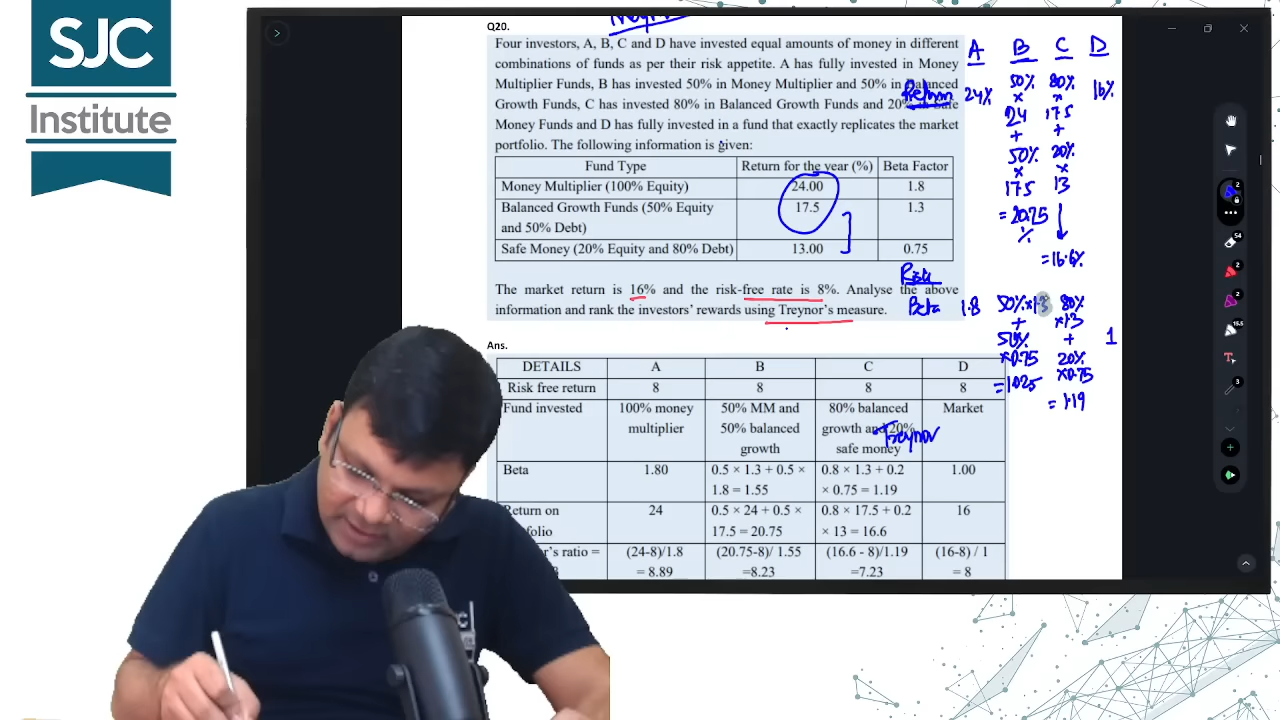 SJC
Institute
Q20.
Four investors, A, B, C and D have invested equal amounts of money in different
combinations of funds as per their risk appetite. A has fully invested in Money
Multiplier Funds, B has invested 50% in Money Multiplier and 50% in Balanced
Growth Funds, C has invested 80% in Balanced Growth Funds and 20% in Safe
Money Funds and D has fully invested in a fund that exactly replicates the market
portfolio. The following information is given:
Fund Type Return for the year (%) Beta Factor
Money Multiplier (100% Equity) 24.00 1.8
Balanced Growth Funds (50% Equity and 50% Debt) 17.5 1.3
Safe Money (20% Equity and 80% Debt) 13.00 0.75
The market return is 16% and the risk-free rate is 8%. Analyse the above
information and rank the investors' rewards using Treynor's measure.
A B C D
Return 24% 50% 80% 16%
× ×
24 17.5
+ +
50% 20%
× ×
17.5 13
= 20.75 %
= 16.6%
Risk
Beta 1.8 50%×1.3 80%
+ ×1.3
50% + 1
×0.75 20%
= 1.025 ×0.75
= 1.19
Treynor
Ans.
DETAILS A B C D
Risk free return 8 8 8 8
Fund invested 100% money multiplier 50% MM and 50% balanced growth 80% balanced growth and 20% safe money Market
Beta 1.80 0.5 × 1.3 + 0.5 × 1.8 = 1.55 0.8 × 1.3 + 0.2 × 0.75 = 1.19 1.00
Return on folio 24 0.5 × 24 + 0.5 × 17.5 = 20.75 0.8 × 17.5 + 0.2 × 13 = 16.6 16
r's ratio = (24-8)/1.8 = 8.89 (20.75-8)/ 1.55 =8.23 (16.6 - 8)/1.19 =7.23 (16-8) / 1 = 8